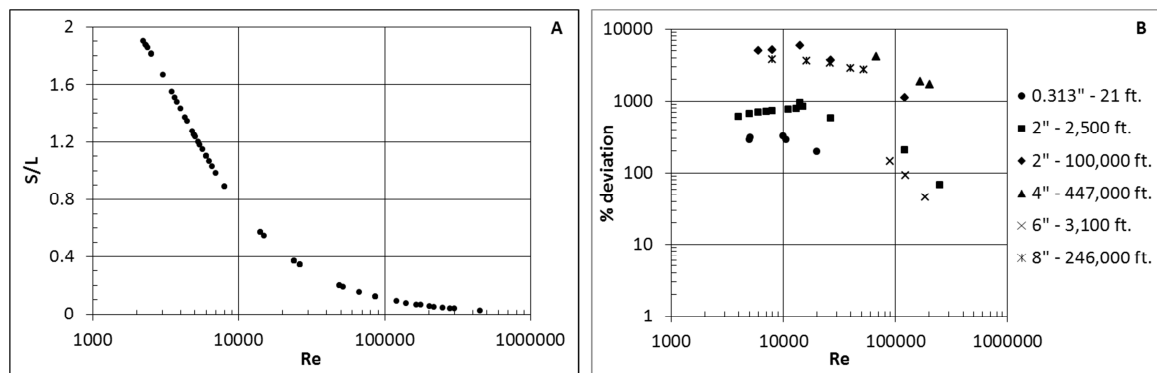 A
2
1.6
1.2
0.8
0.4
0
S/L
1000 10000 100000 1000000
Re
B
10000
1000
100
10
1
% deviation
1000 10000 100000 1000000
Re
0.313" - 21 ft.
2" - 2,500 ft.
2" - 100,000 ft.
4" - 447,000 ft.
6" - 3,100 ft.
8" - 246,000 ft.